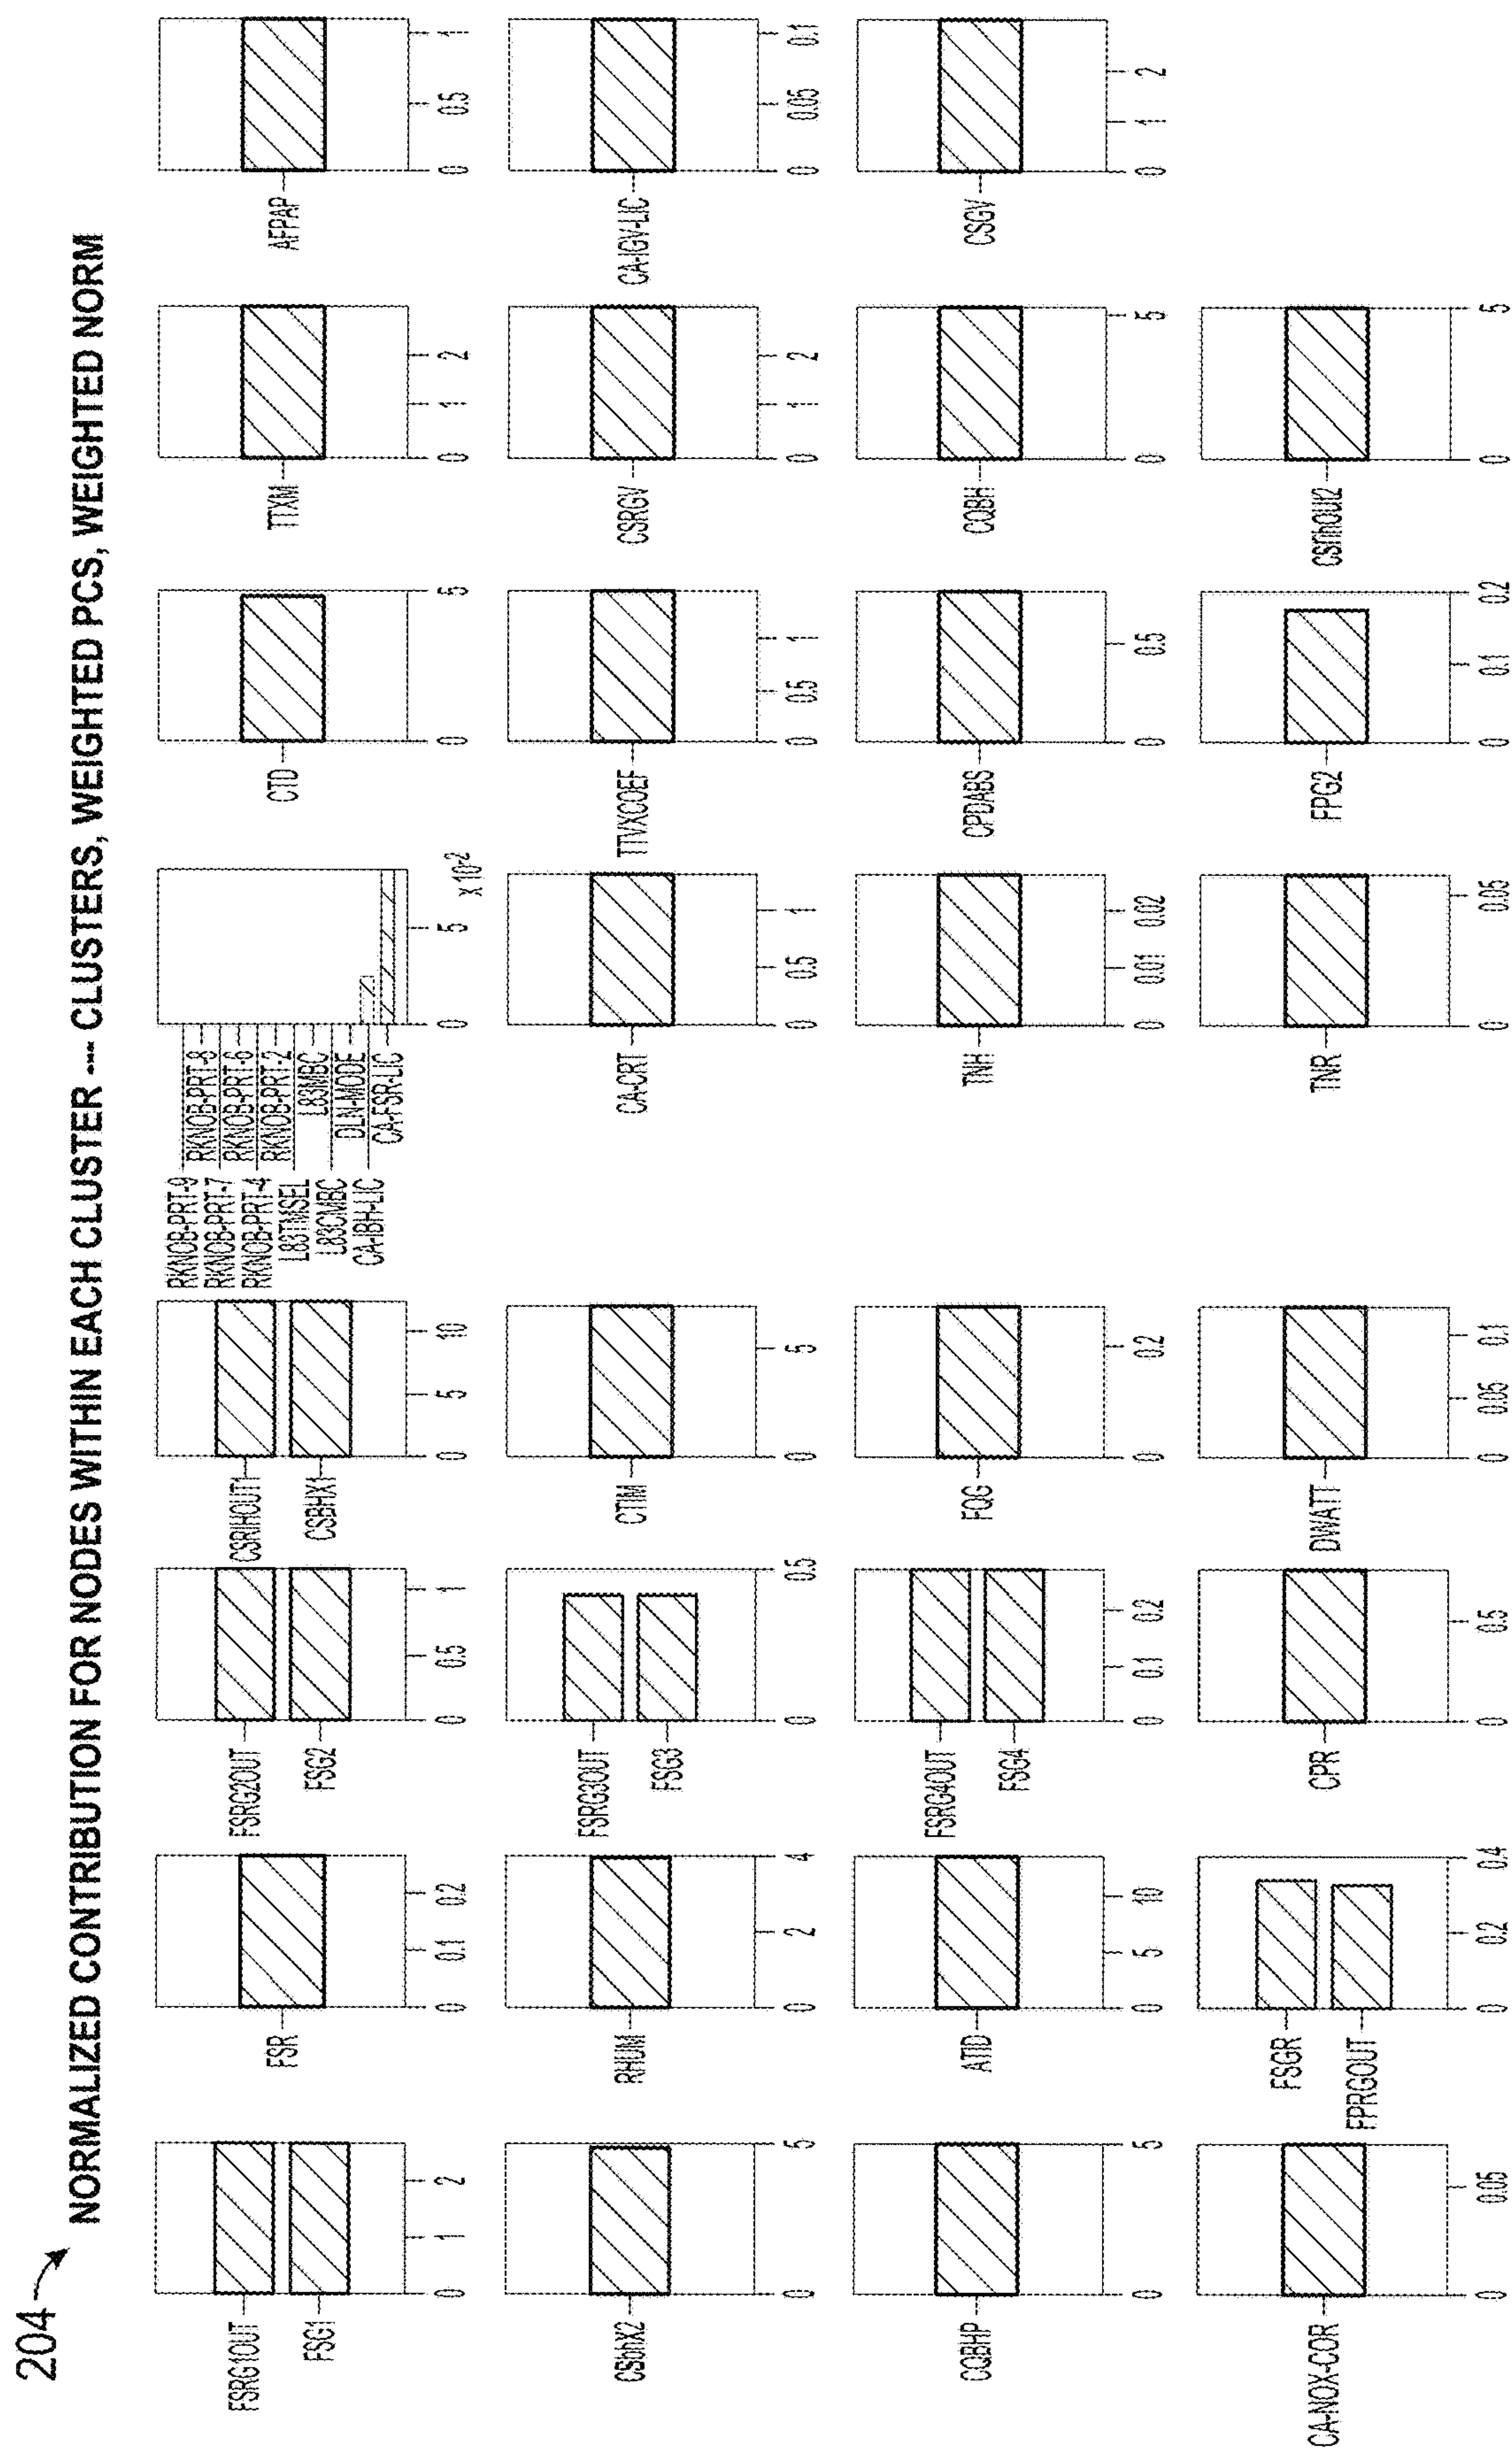 204
NORMALIZED CONTRIBUTION FOR NODES WITHIN EACH CLUSTER --- CLUSTERS, WEIGHTED PCS, WEIGHTED NORM
FSRG1OUT
FSG1
0 1 2
FSR
0 0.1 0.2
FSRG2OUT
FSG2
0 0.5 1
CSRIHOUT1
CSBHX1
0 5 10
RKNOB-PRT-9
RKNOB-PRT-8
RKNOB-PRT-7
RKNOB-PRT-6
RKNOB-PRT-4
RKNOB-PRT-2
L83TMSEL
L83MBC
L83CMBC
DLN-MODE
CA-IBH-LIC
CA-FSR-LIC
0 5
x 10-2
CTD
0 5
TTXM
0 1 2
AFPAP
0 0.5 1
CSbhX2
0 5
RHUM
0 2 4
FSRG3OUT
FSG3
0 0.5
CTIM
0 5
CA-CRT
0 0.5 1
TTVXCOEF
0 0.5 1
CSRGV
0 1 2
CA-IGV-LIC
0 0.05 0.1
CQBHP
0 5
ATID
0 5 10
FSRG4OUT
FSG4
0 0.1 0.2
FQG
0 0.2
TNH
0 0.01 0.02
CPDABS
0 0.5
CQBH
0 5
CSGV
0 1 2
CA-NOX-COR
0 0.05
FSGR
FPRGOUT
0 0.2 0.4
CPR
0 0.5
DWATT
0 0.05 0.1
TNR
0 0.05
FPG2
0 0.1 0.2
csrihout2
0 5